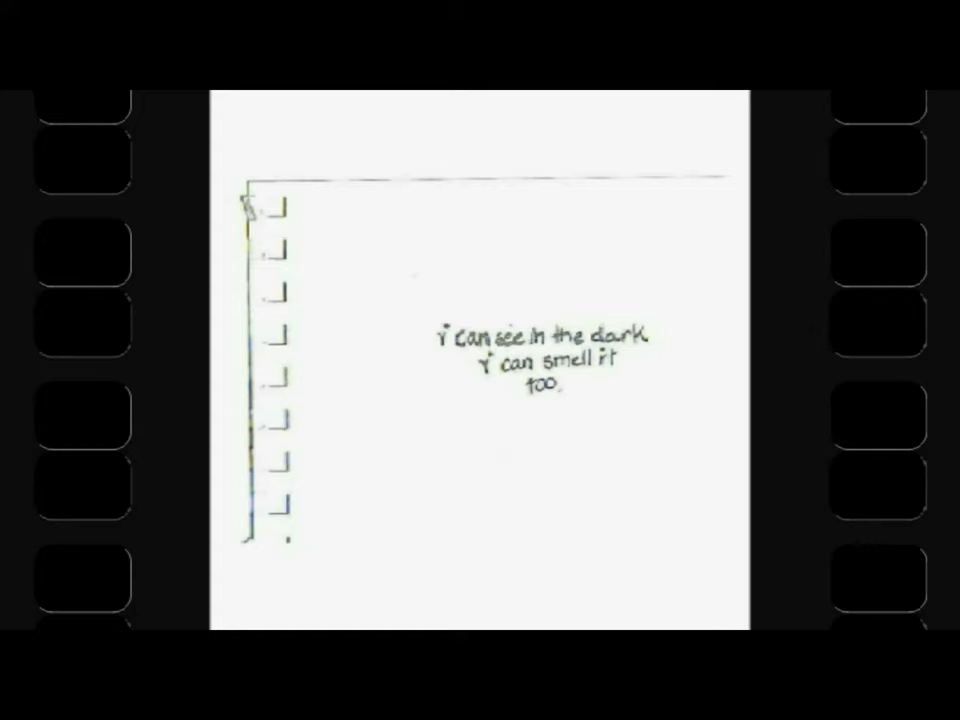 i can see in the dark
i can smell it
too.